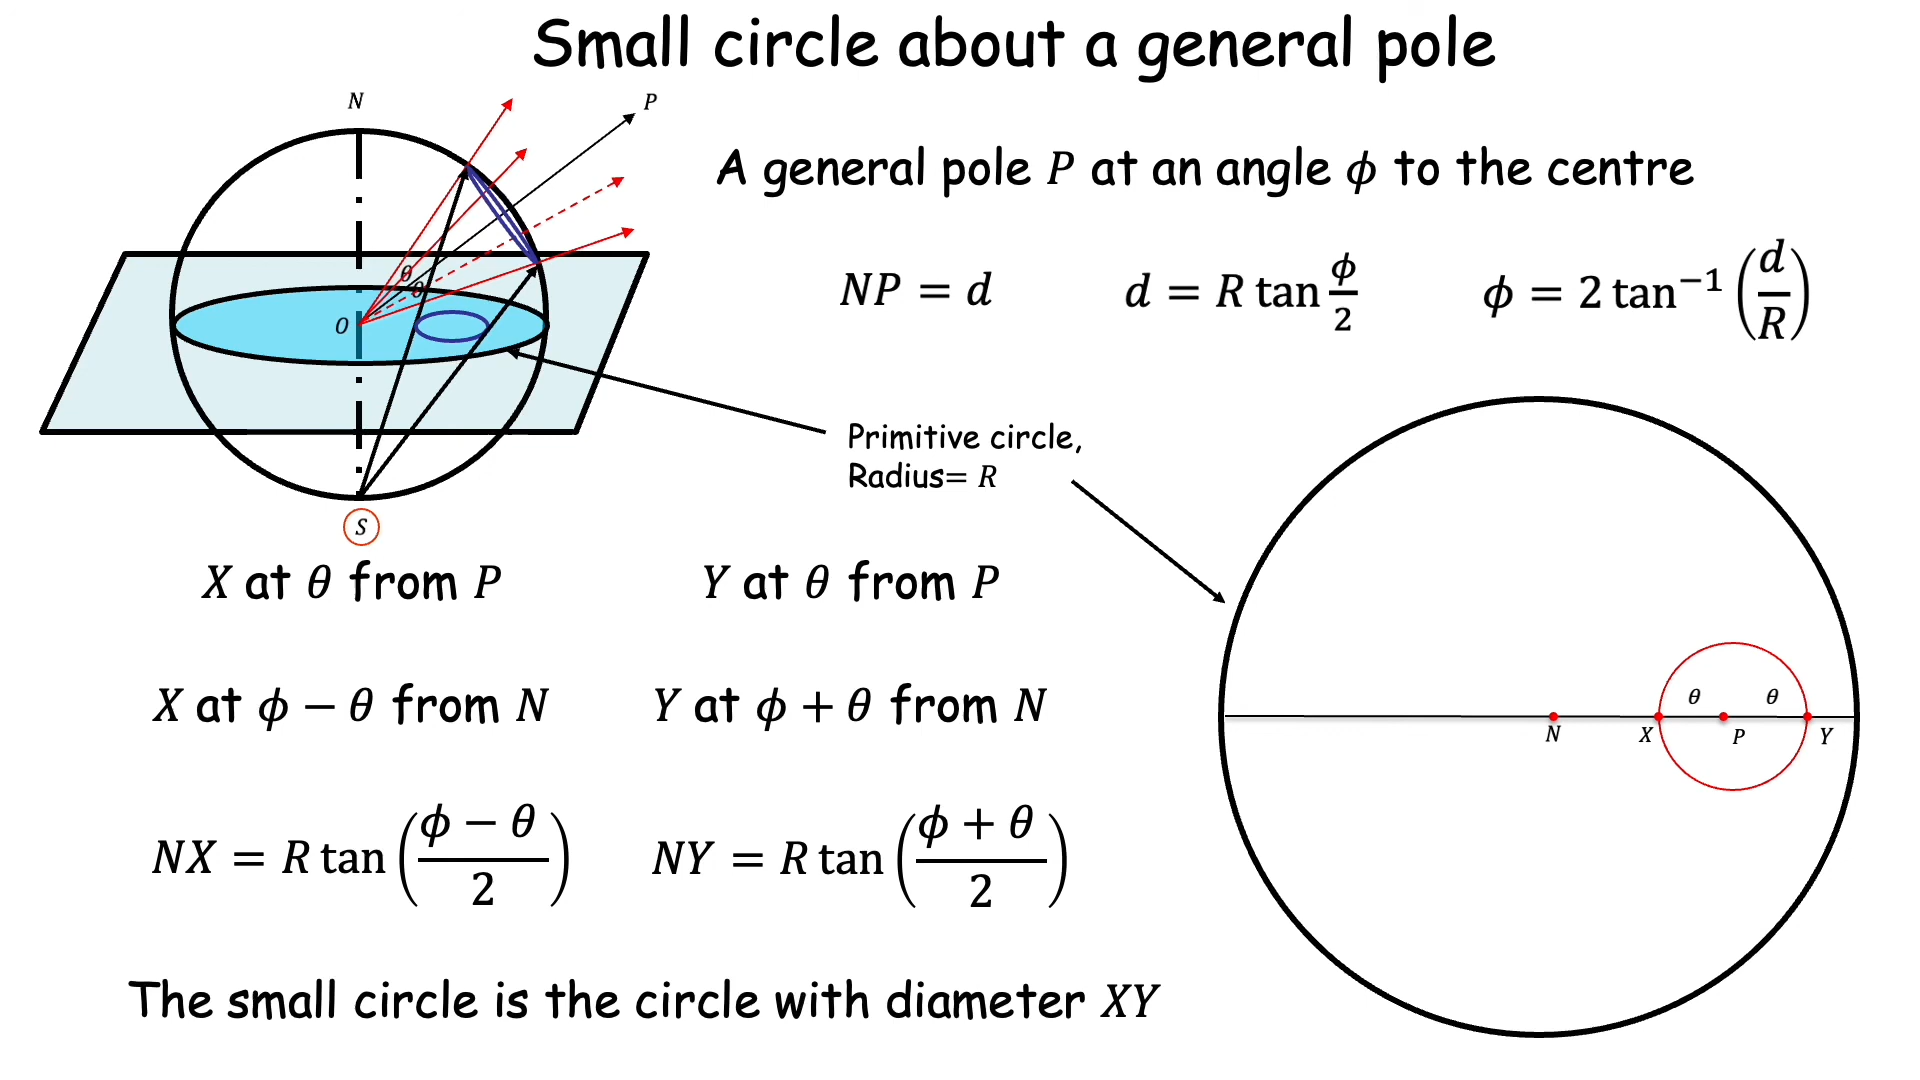 Small circle about a general pole
N
P
A general pole P at an angle ϕ to the centre
θ
θ
O
NP = d
d = R tan ϕ/2
ϕ = 2 tan⁻¹ (d/R)
Primitive circle,
Radius= R
S
X at θ from P
Y at θ from P
X at ϕ − θ from N
Y at ϕ + θ from N
θ
θ
N
X
P
Y
NX = R tan ((ϕ − θ)/2)
NY = R tan ((ϕ + θ)/2)
The small circle is the circle with diameter XY